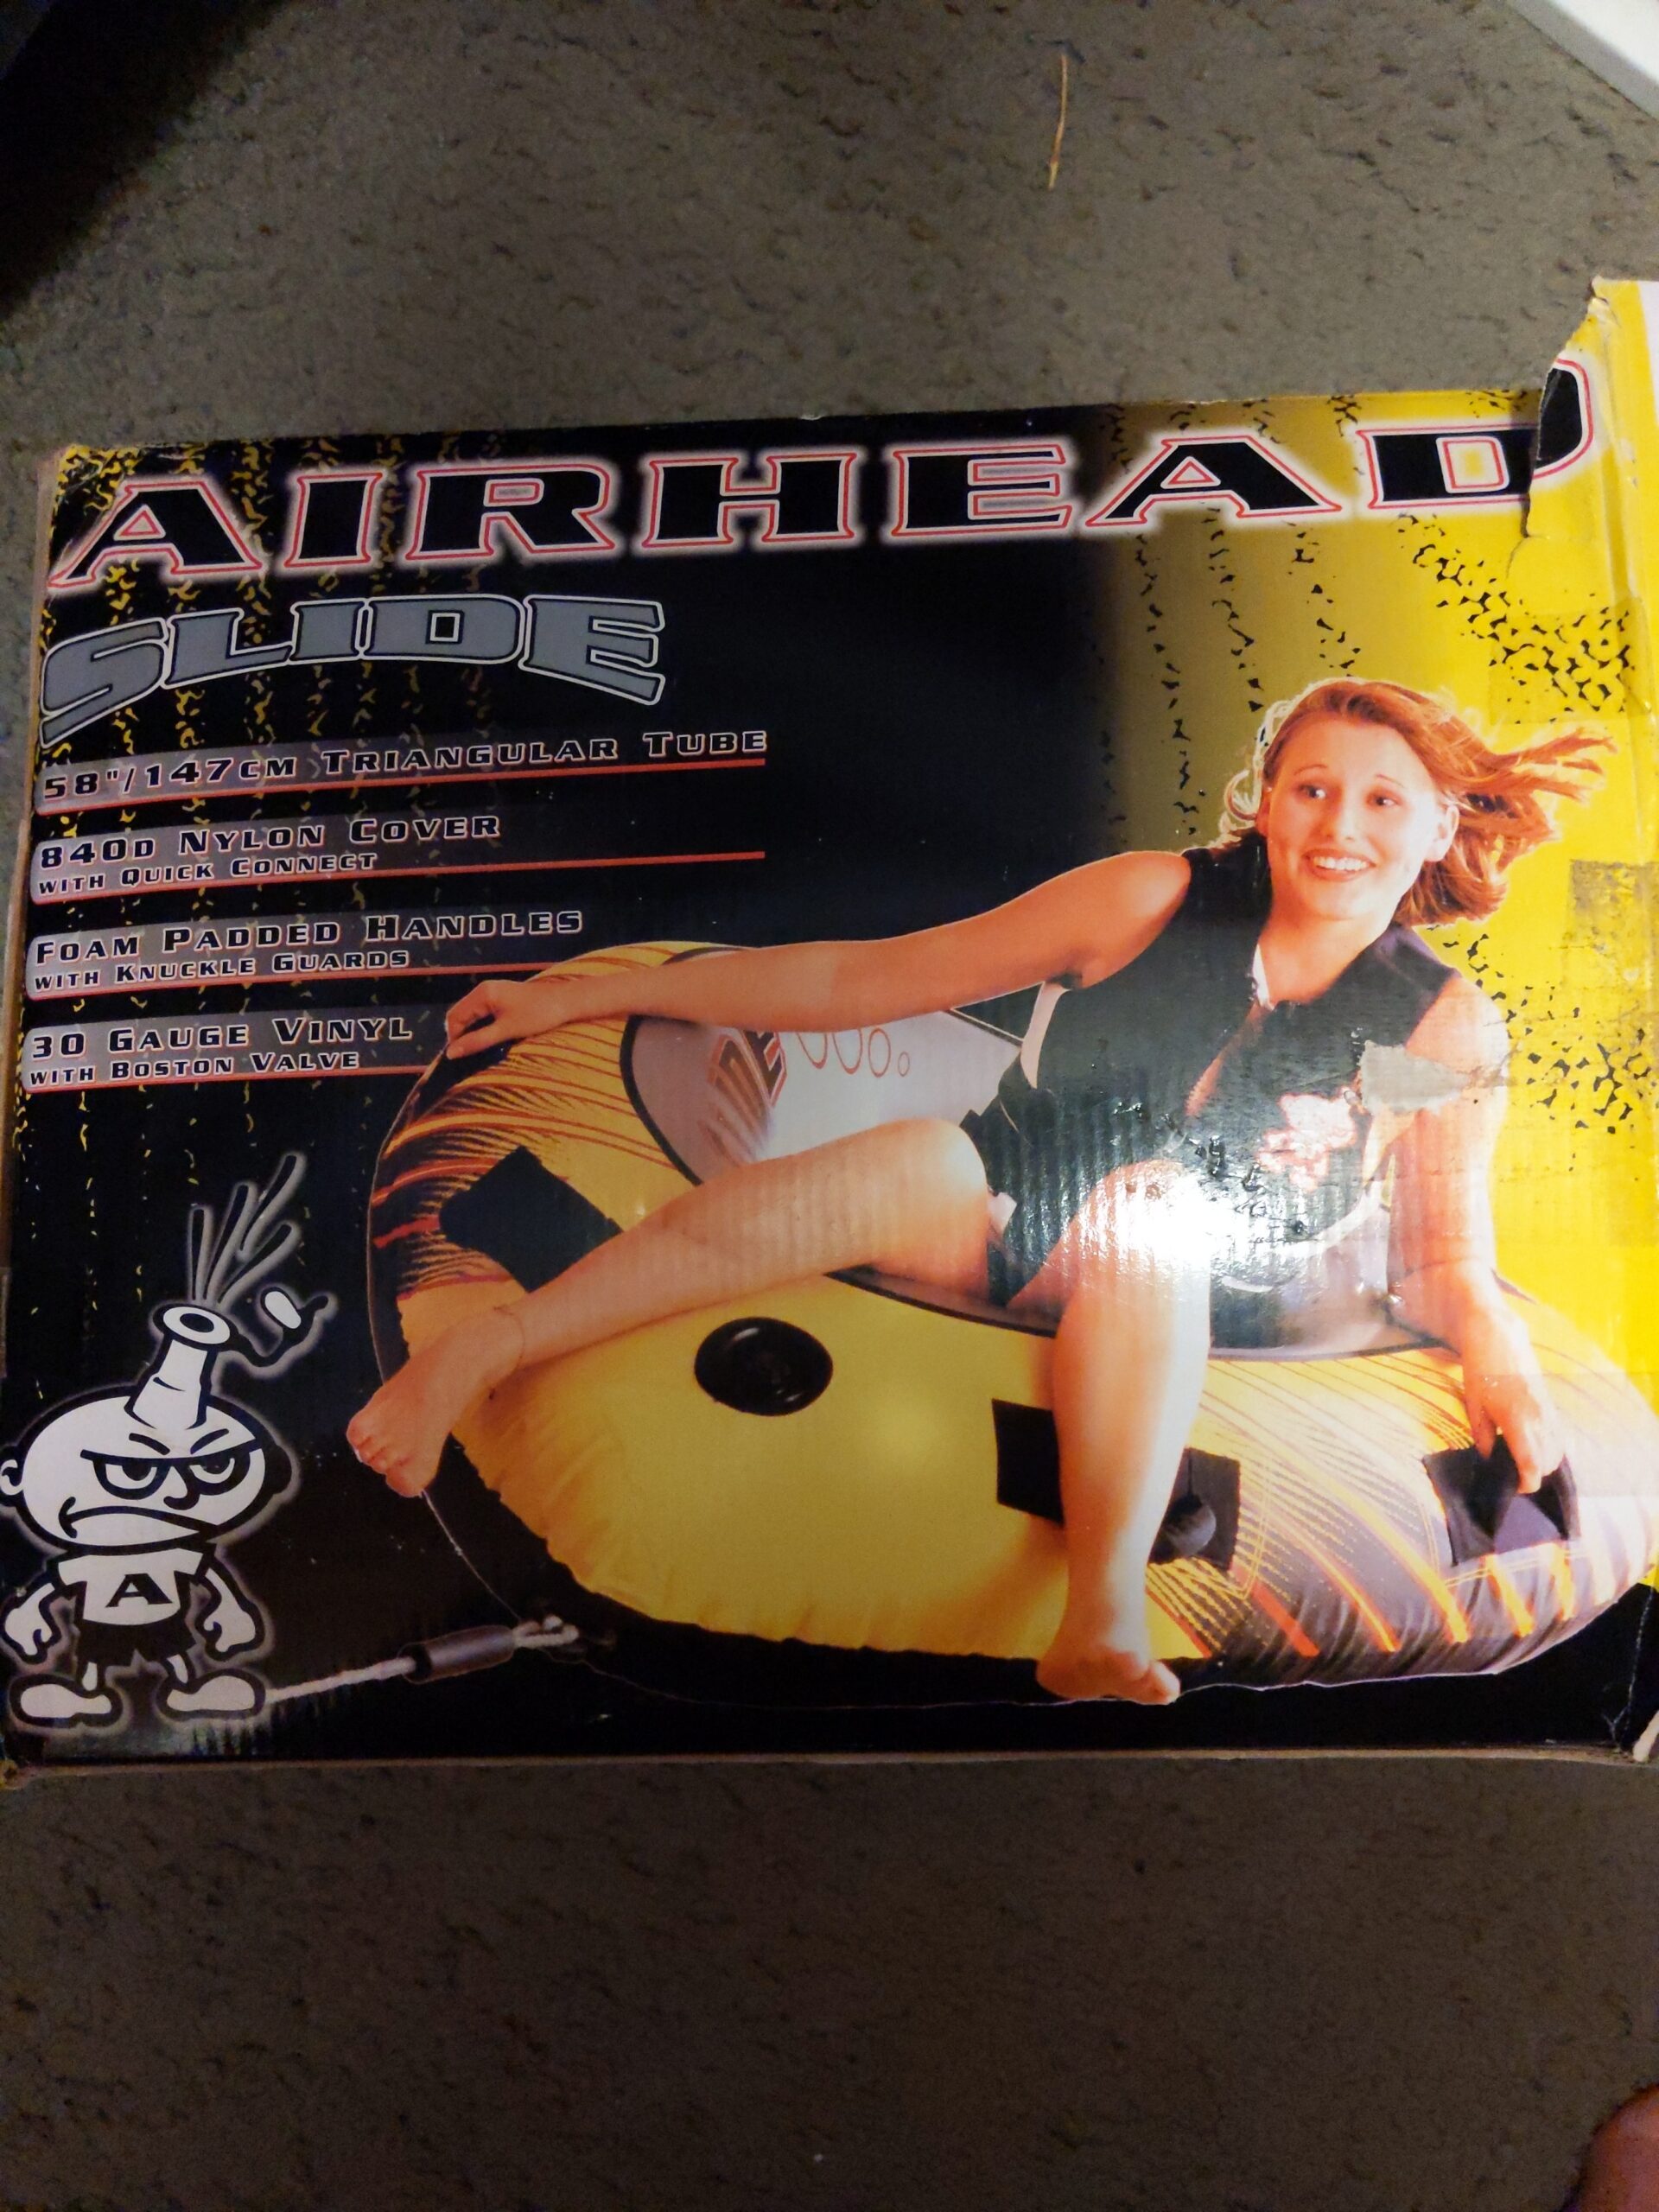 AIRHEAD
SLIDE
58"/147CM TRIANGULAR TUBE
840D NYLON COVER
WITH QUICK CONNECT
FOAM PADDED HANDLES
WITH KNUCKLE GUARDS
30 GAUGE VINYL
WITH BOSTON VALVE
A